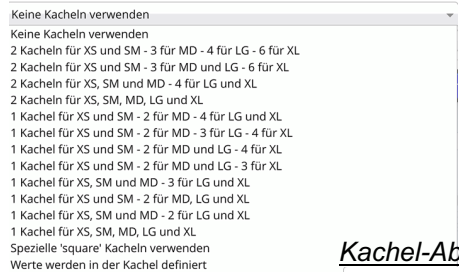 Keine Kacheln verwenden
Keine Kacheln verwenden
2 Kacheln für XS und SM - 3 für MD - 4 für LG - 6 für XL
2 Kacheln für XS und SM - 3 für MD und LG - 6 für XL
2 Kacheln für XS, SM und MD - 4 für LG und XL
2 Kacheln für XS, SM, MD, LG und XL
1 Kachel für XS und SM - 2 für MD - 4 für LG und XL
1 Kachel für XS und SM - 2 für MD - 3 für LG - 4 für XL
1 Kachel für XS und SM - 2 für MD und LG - 4 für XL
1 Kachel für XS und SM - 2 für MD und LG - 3 für XL
1 Kachel für XS, SM und MD - 3 für LG und XL
1 Kachel für XS und SM - 2 für MD, LG und XL
1 Kachel für XS, SM und MD - 2 für LG und XL
1 Kachel für XS, SM, MD, LG und XL
Spezielle 'square' Kacheln verwenden
Werte werden in der Kachel definiert
Kachel-Ab